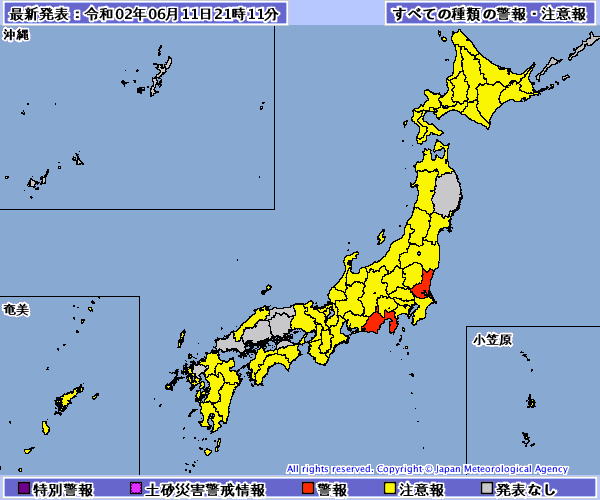 最新発表：令和02年06月11日21時11分
すべての種類の警報・注意報
沖縄
奄美
小笠原
All rights reserved. Copyright © Japan Meteorological Agency
特別警報
土砂災害警戒情報
警報
注意報
発表なし